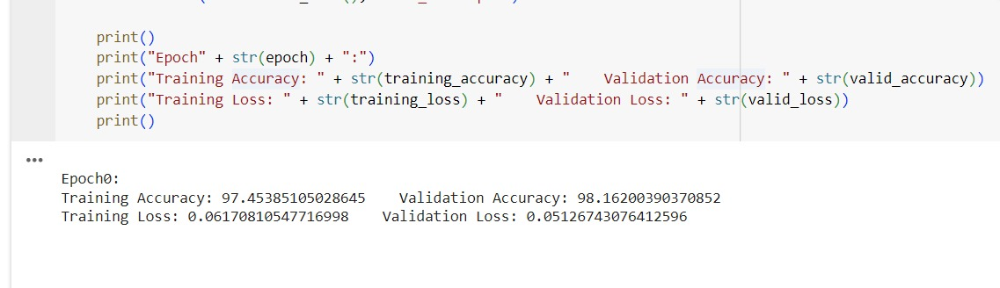 print()
print("Epoch" + str(epoch) + ":")
print("Training Accuracy: " + str(training_accuracy) + "    Validation Accuracy: " + str(valid_accuracy))
print("Training Loss: " + str(training_loss) + "    Validation Loss: " + str(valid_loss))
print()
Epoch0:
Training Accuracy: 97.45385105028645    Validation Accuracy: 98.16200390370852
Training Loss: 0.06170810547716998    Validation Loss: 0.05126743076412596